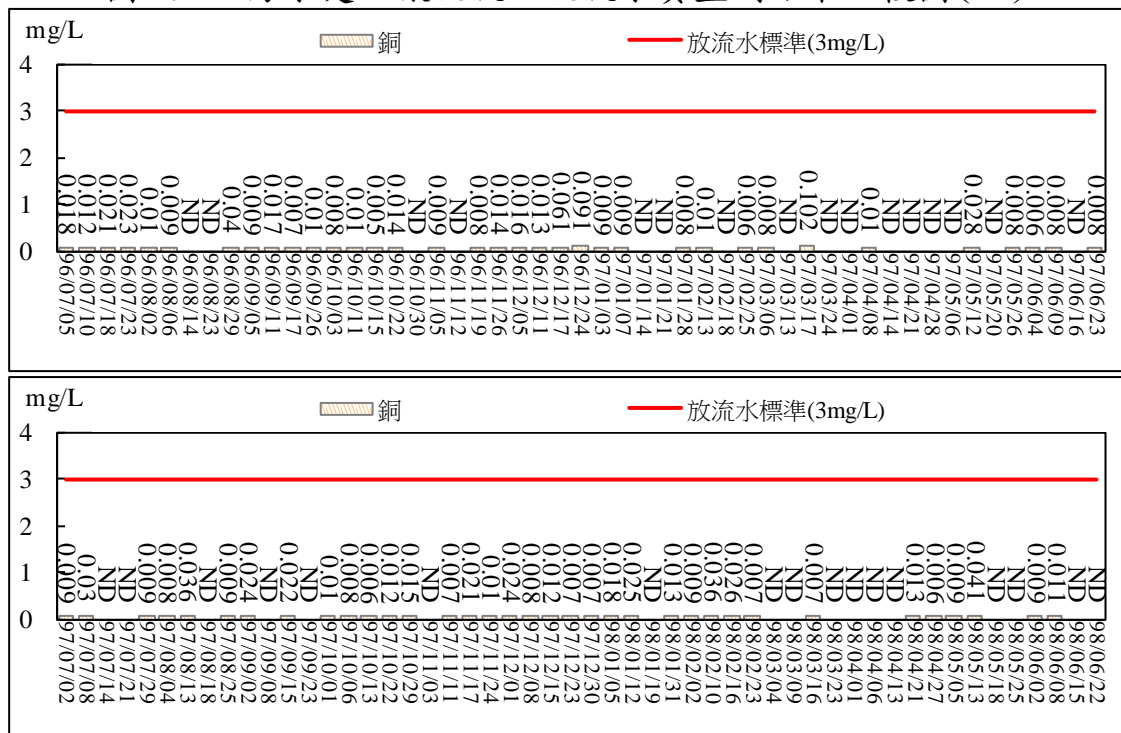 mg/L
銅 放流水標準(3mg/L)
4
3
2
1
0
0.018 0.012 0.021 0.023 0.01 0.009 ND ND 0.04 0.009 0.017 0.007 0.01 0.008 0.01 0.005 0.014 ND 0.009 ND 0.008 0.014 0.016 0.013 0.061 0.091 0.009 0.009 ND ND 0.008 0.01 ND 0.006 0.008 ND 0.102 ND ND 0.01 ND ND ND ND 0.028 ND 0.008 0.006 0.008 ND 0.008
96/07/05 96/07/10 96/07/18 96/07/23 96/08/02 96/08/06 96/08/14 96/08/23 96/08/29 96/09/05 96/09/11 96/09/17 96/09/26 96/10/03 96/10/11 96/10/15 96/10/22 96/10/30 96/11/05 96/11/12 96/11/19 96/11/26 96/12/05 96/12/11 96/12/17 96/12/24 97/01/03 97/01/07 97/01/14 97/01/21 97/01/28 97/02/13 97/02/18 97/02/25 97/03/06 97/03/13 97/03/17 97/03/24 97/04/01 97/04/08 97/04/14 97/04/21 97/04/28 97/05/06 97/05/12 97/05/20 97/05/26 97/06/04 97/06/09 97/06/16 97/06/23
mg/L
銅 放流水標準(3mg/L)
4
3
2
1
0
0.009 0.03 ND ND 0.009 0.008 0.036 ND 0.009 0.024 ND 0.022 ND 0.01 0.008 0.006 0.012 0.015 ND 0.007 0.021 0.01 0.024 0.008 0.012 0.007 0.007 0.018 0.025 ND 0.013 0.009 0.036 0.026 0.007 ND ND 0.007 ND ND ND ND 0.013 0.006 0.009 0.041 ND ND 0.009 0.011 ND ND
97/07/02 97/07/08 97/07/14 97/07/21 97/07/29 97/08/04 97/08/13 97/08/18 97/08/25 97/09/02 97/09/08 97/09/15 97/09/23 97/10/01 97/10/06 97/10/13 97/10/22 97/10/29 97/11/03 97/11/11 97/11/17 97/11/24 97/12/01 97/12/08 97/12/15 97/12/23 97/12/30 98/01/05 98/01/12 98/01/19 98/01/31 98/02/02 98/02/10 98/02/16 98/02/23 98/03/04 98/03/09 98/03/16 98/03/23 98/04/01 98/04/06 98/04/13 98/04/21 98/04/27 98/05/05 98/05/13 98/05/18 98/05/25 98/06/02 98/06/08 98/06/15 98/06/22